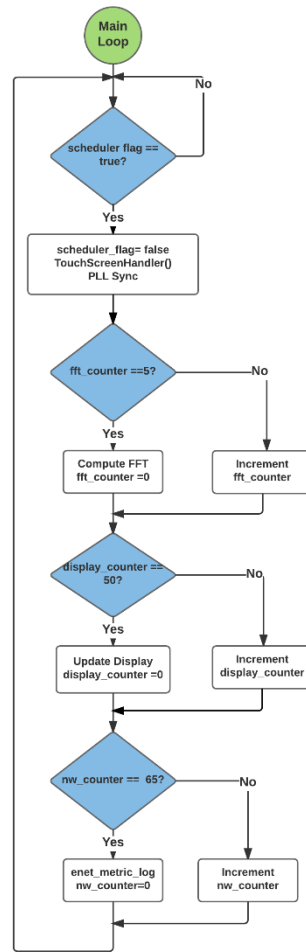 Main
Loop
No
scheduler flag ==
true?
Yes
scheduler_flag= false
TouchScreenHandler()
PLL Sync
fft_counter ==5?
No
Yes
Compute FFT
fft_counter =0
Increment
fft_counter
display_counter ==
50?
No
Yes
Update Display
display_counter =0
Increment
display_counter
nw_counter ==  65?
No
Yes
enet_metric_log
nw_counter=0
Increment
nw_counter